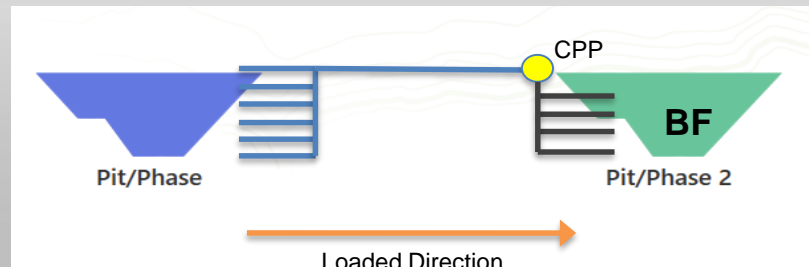 CPP
BF
Pit/Phase
Pit/Phase 2
Loaded Direction